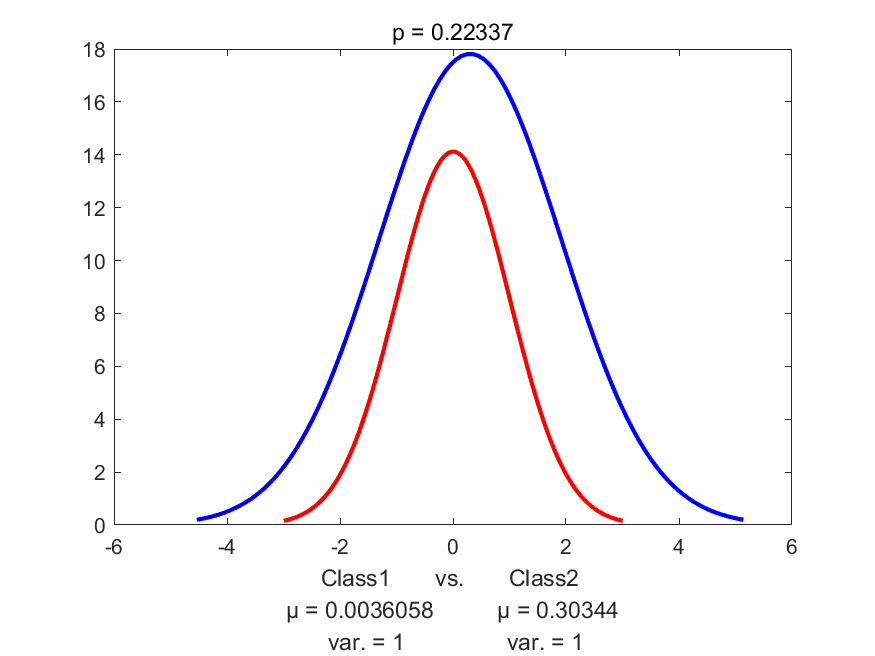 p = 0.22337
18
16
14
12
10
8
6
4
2
0
-6 -4 -2 0 2 4 6
Class1 vs. Class2
μ = 0.0036058 μ = 0.30344
var. = 1 var. = 1